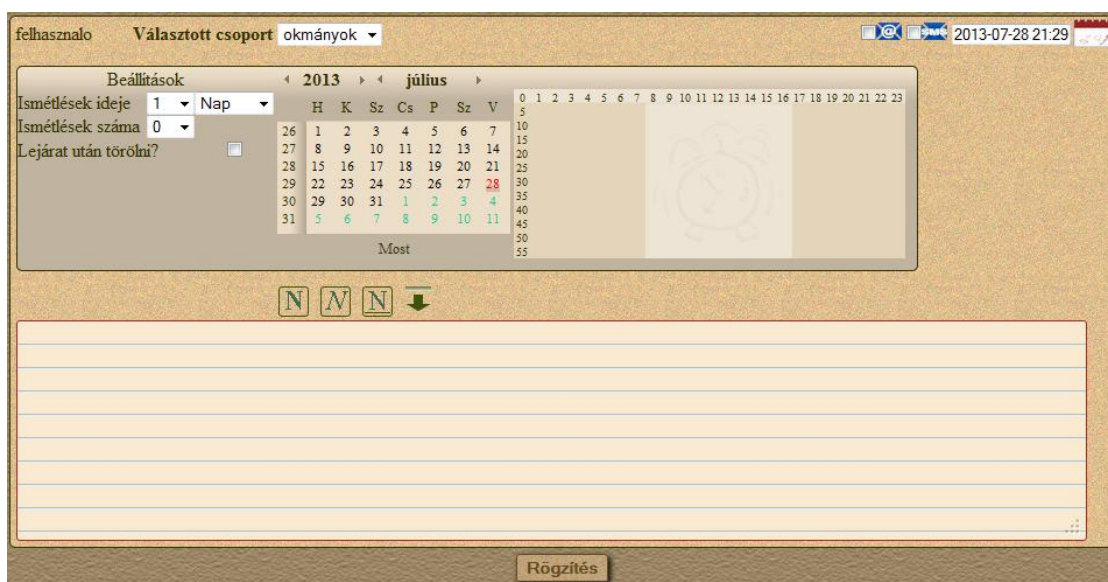 felhasznalo Választott csoport okmányok @ SMS 2013-07-28 21:29
Beállítások
Ismétlések ideje 1 Nap
Ismétlések száma 0
Lejárat után törölni?
2013 július
H K Sz Cs P Sz V
26 1 2 3 4 5 6 7
27 8 9 10 11 12 13 14
28 15 16 17 18 19 20 21
29 22 23 24 25 26 27 28
30 29 30 31 1 2 3 4
31 5 6 7 8 9 10 11
Most
0 1 2 3 4 5 6 7 8 9 10 11 12 13 14 15 16 17 18 19 20 21 22 23
5
10
15
20
25
30
35
40
45
50
55
N N N
Rögzítés